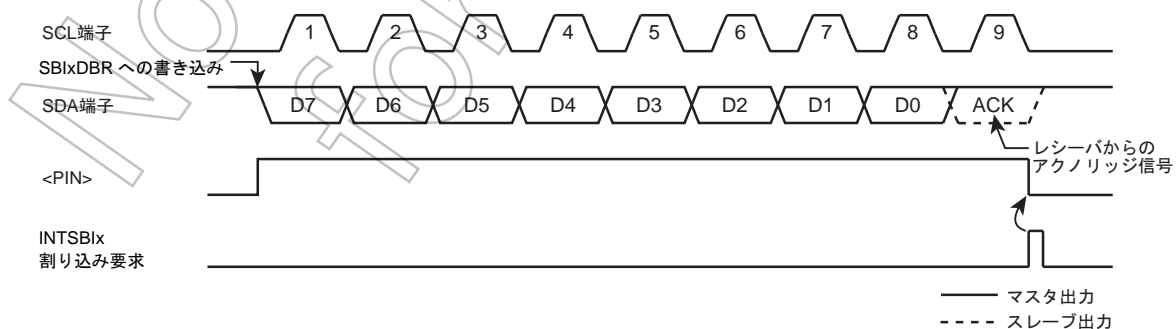 SCL端子
1 2 3 4 5 6 7 8 9
SBIxDBR への書き込み
SDA端子
D7 D6 D5 D4 D3 D2 D1 D0 ACK
レシーバからの
アクノリッジ信号
<PIN>
INTSBIx
割り込み要求
マスタ出力
スレーブ出力